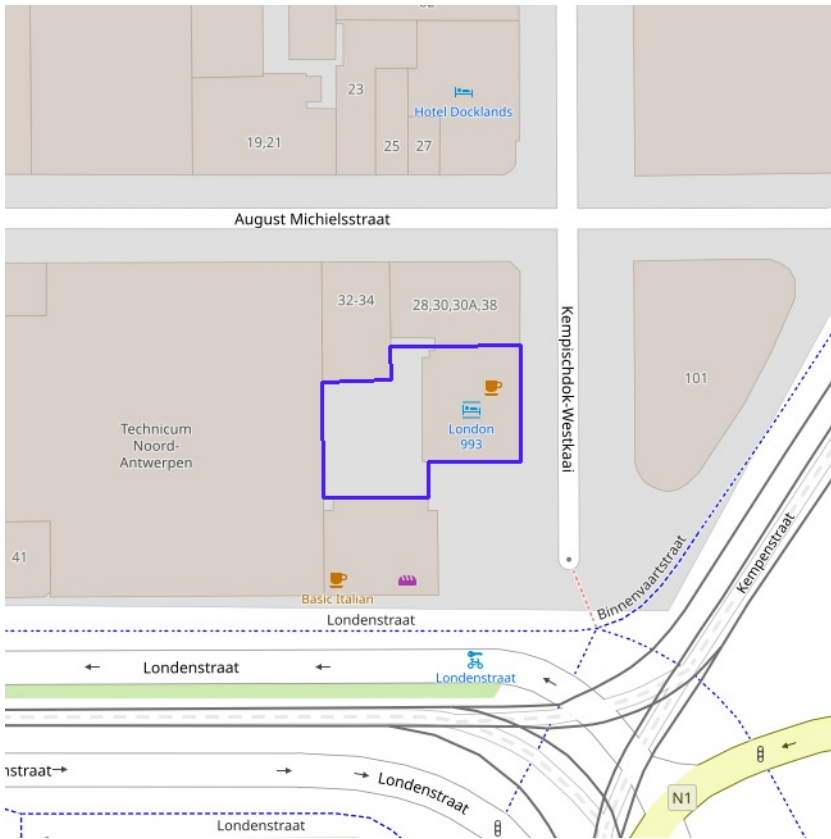 23
Hotel Docklands
19,21
25
27
August Michielsstraat
32-34
28,30,30A,38
Kempischdok-Westkaai
101
London
993
Technicum
Noord-
Antwerpen
41
Basic Italian
Binnenvaartstraat
Kempenstraat
Londenstraat
Londenstraat
Londenstraat
nstraat
Londenstraat
N1
Londenstraat